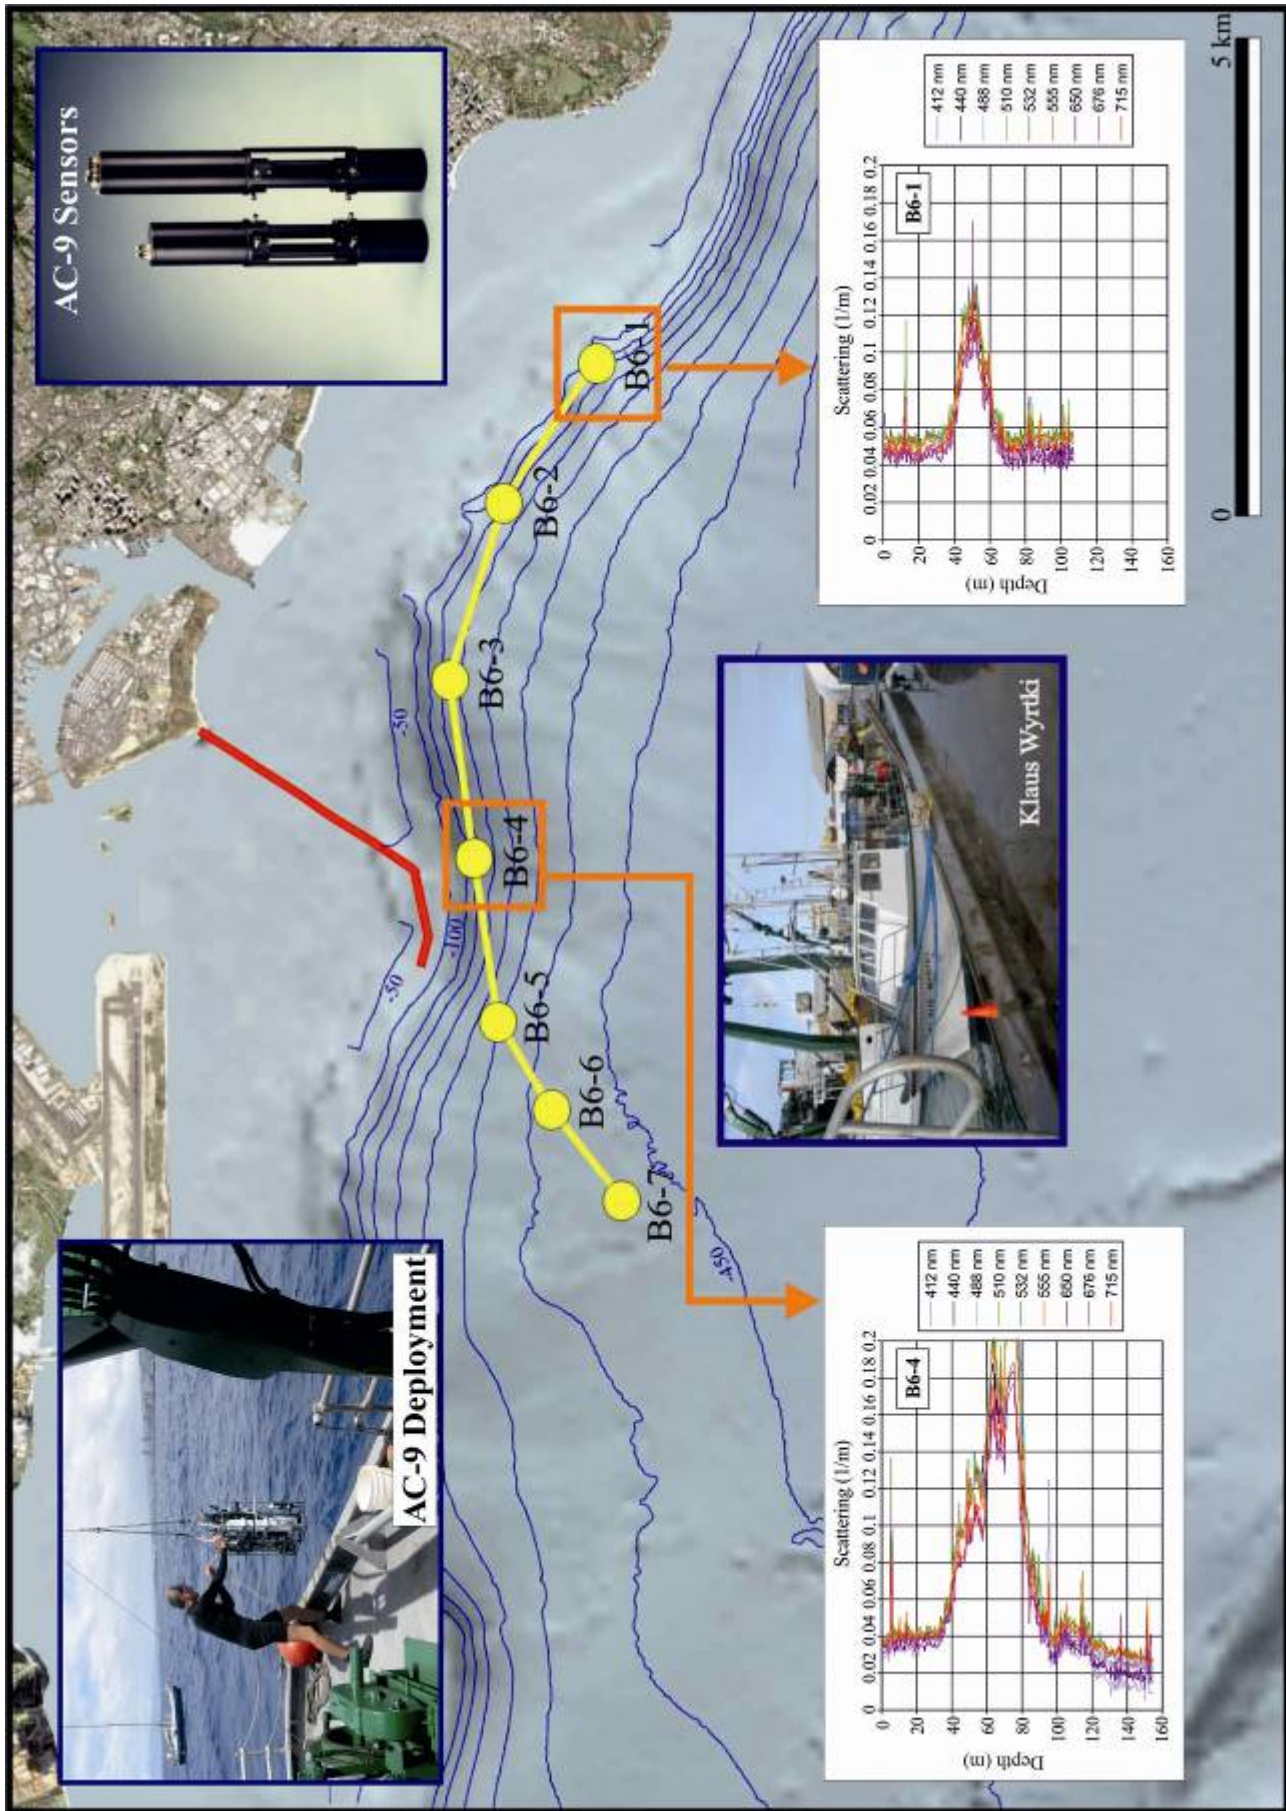 AC-9 Deployment
AC-9 Sensors
-50
-50
-100
-450
B6-7
B6-6
B6-5
B6-4
B6-3
B6-2
B6-1
Klaus Wyrtki
Scattering (1/m)
0 0.02 0.04 0.06 0.08 0.1 0.12 0.14 0.16 0.18 0.2
B6-4
Depth (m)
0
20
40
60
80
100
120
140
160
412 nm
440 nm
488 nm
510 nm
532 nm
555 nm
650 nm
676 nm
715 nm
Scattering (1/m)
0 0.02 0.04 0.06 0.08 0.1 0.12 0.14 0.16 0.18 0.2
B6-1
Depth (m)
0
20
40
60
80
100
120
140
160
412 nm
440 nm
488 nm
510 nm
532 nm
555 nm
650 nm
676 nm
715 nm
0
5 km